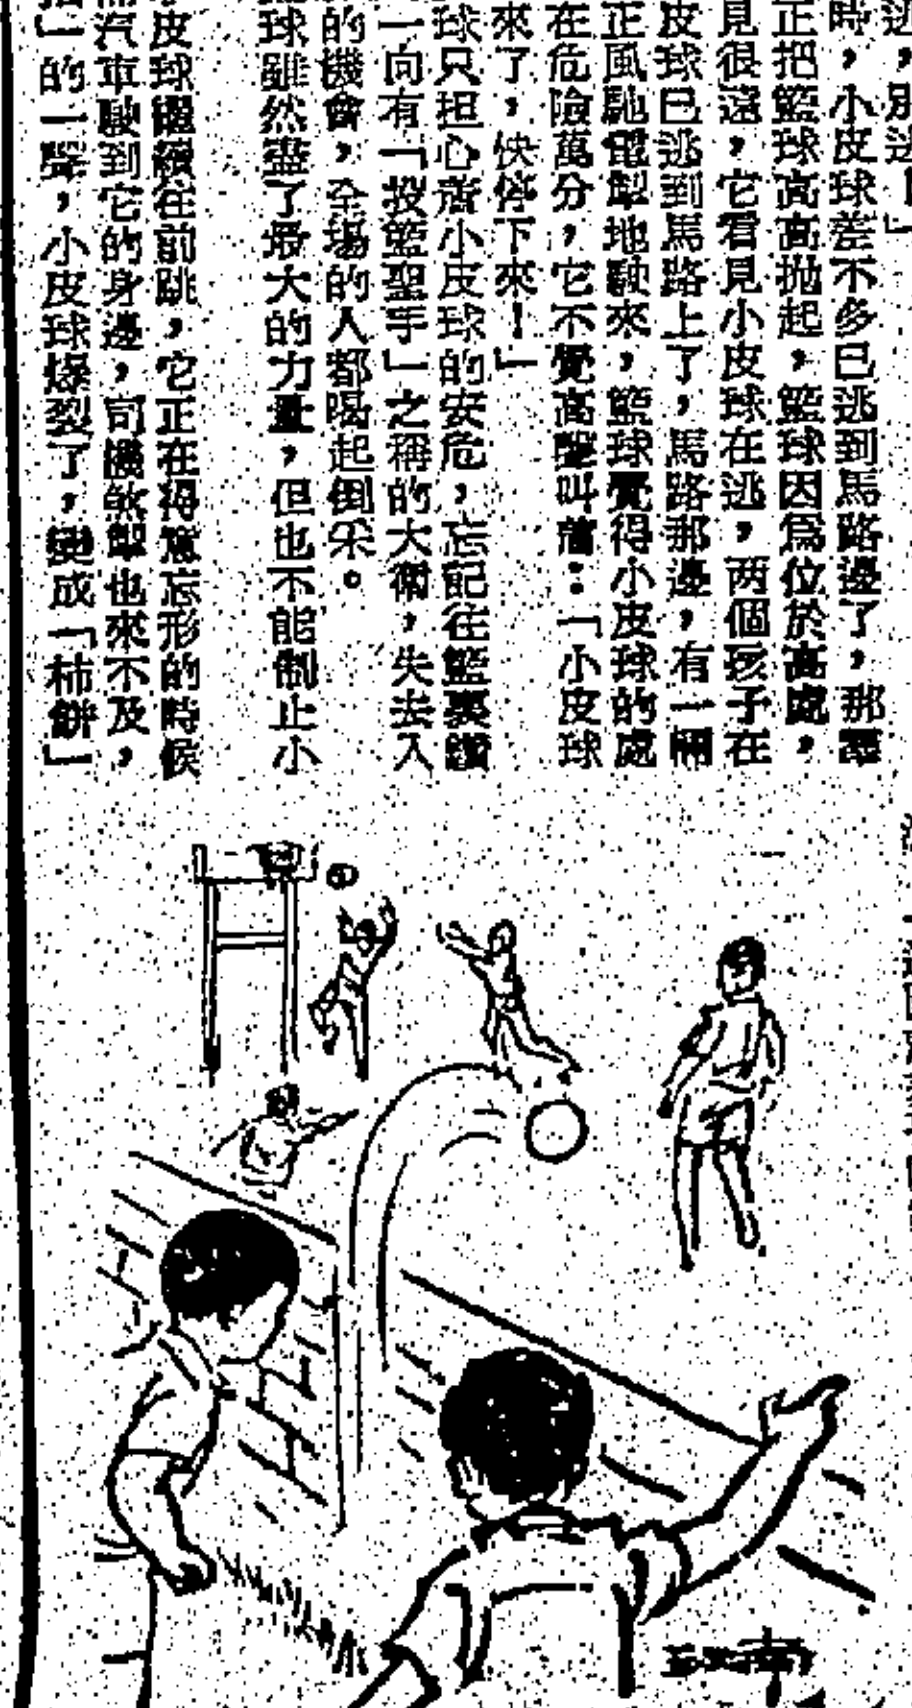 逃，別逃！」
時，小皮球差不多已逃到馬路邊了，那
正把籃球高高拋起，籃球因爲位於高處，
見很遠，它看見小皮球在逃，两個孩子在
皮球已逃到馬路上了，馬路那邊，有一輛
正風馳電掣地駛來，籃球覺得小皮球的處
在危險萬分，它不覺高聲叫着：「小皮球
來了，快停下來！」
球只担心着小皮球的安危，忘記往籃裏鑽
一向有「投籃聖手」之稱的大衛，失去入
的機會，全場的人都喝起倒采。
球雖然盡了最大的力量，但也不能制止小
皮球繼續在前跳，它正在得意忘形的時候
汽車駛到它的身邊，司機煞掣也來不及，
」的一聲，小皮球爆裂了，變成「柿餅」